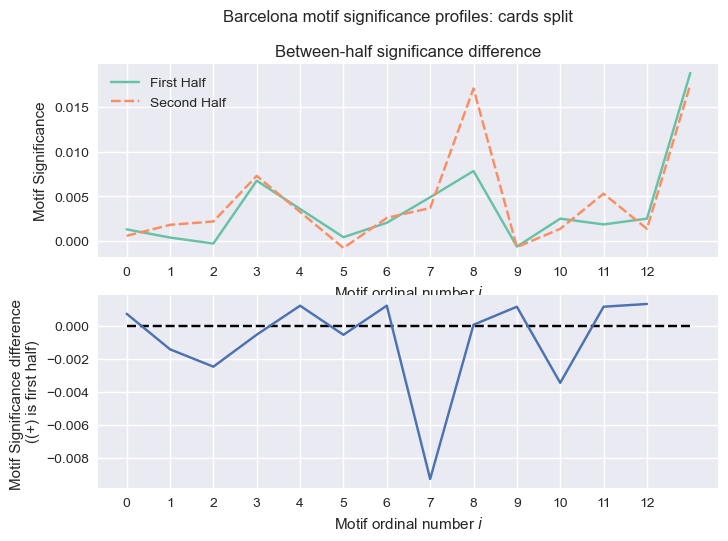 Barcelona motif significance profiles: cards split
Between-half significance difference
First Half
Second Half
Motif Significance
0.015
0.010
0.005
0.000
0 1 2 3 4 5 6 7 8 9 10 11 12
Motif ordinal number i
Motif Significance difference
((+) is first half)
0.000
−0.002
−0.004
−0.006
−0.008
0 1 2 3 4 5 6 7 8 9 10 11 12
Motif ordinal number i